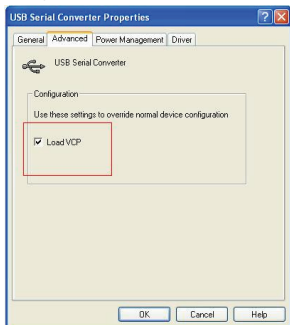 USB Serial Converter Properties
General Advanced Power Management Driver
USB Serial Converter
Configuration
Use these settings to override normal device configuration
Load VCP
OK Cancel Help